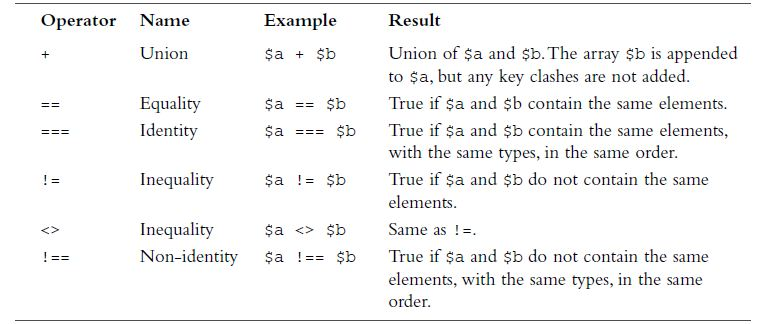 Operator Name Example Result
+ Union $a + $b Union of $a and $b. The array $b is appended
to $a, but any key clashes are not added.
== Equality $a == $b True if $a and $b contain the same elements.
=== Identity $a === $b True if $a and $b contain the same elements,
with the same types, in the same order.
!= Inequality $a != $b True if $a and $b do not contain the same
elements.
<> Inequality $a <> $b Same as !=.
!== Non-identity $a !== $b True if $a and $b do not contain the same
elements, with the same types, in the same
order.